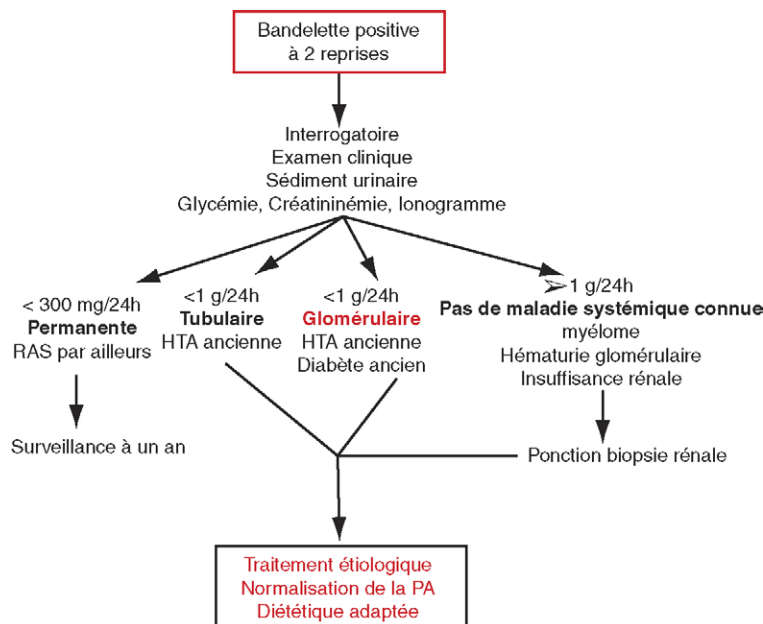 Bandelette positive
à 2 reprises
Interrogatoire
Examen clinique
Sédiment urinaire
Glycémie, Créatininémie, Ionogramme
< 300 mg/24h
Permanente
RAS par ailleurs
<1 g/24h
Tubulaire
HTA ancienne
<1 g/24h
Glomérulaire
HTA ancienne
Diabète ancien
➢1 g/24h
Pas de maladie systémique connue
myélome
Hématurie glomérulaire
Insuffisance rénale
Surveillance à un an
Ponction biopsie rénale
Traitement étiologique
Normalisation de la PA
Diététique adaptée